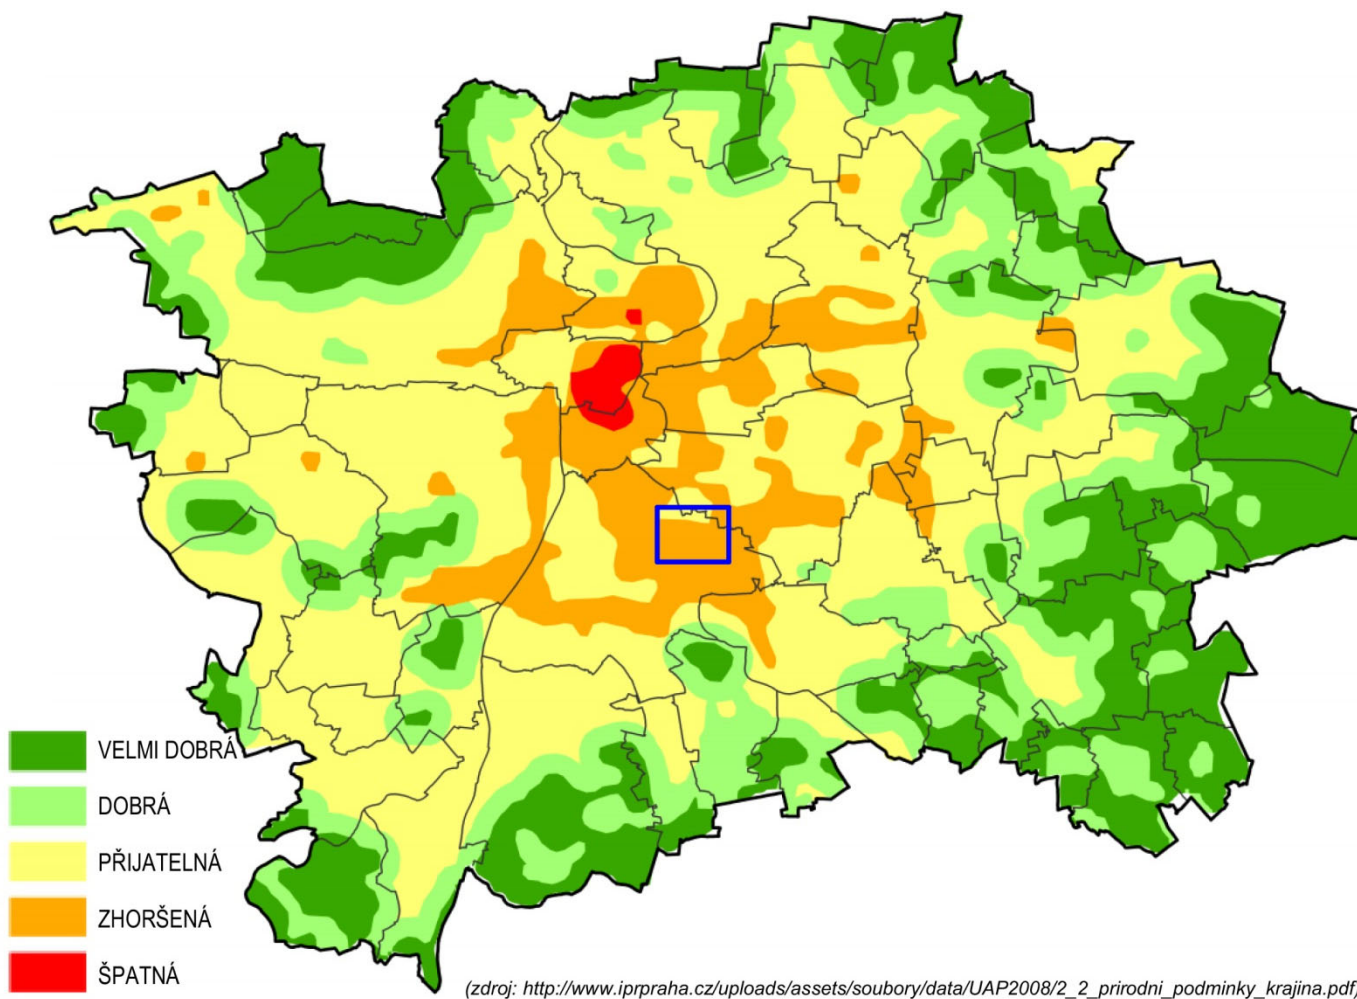 VELMI DOBRÁ
DOBRÁ
PŘIJATELNÁ
ZHORŠENÁ
ŠPATNÁ
(zdroj: http://www.iprpraha.cz/uploads/assets/soubory/data/UAP2008/2_2_prirodni_podminky_krajina.pdf)